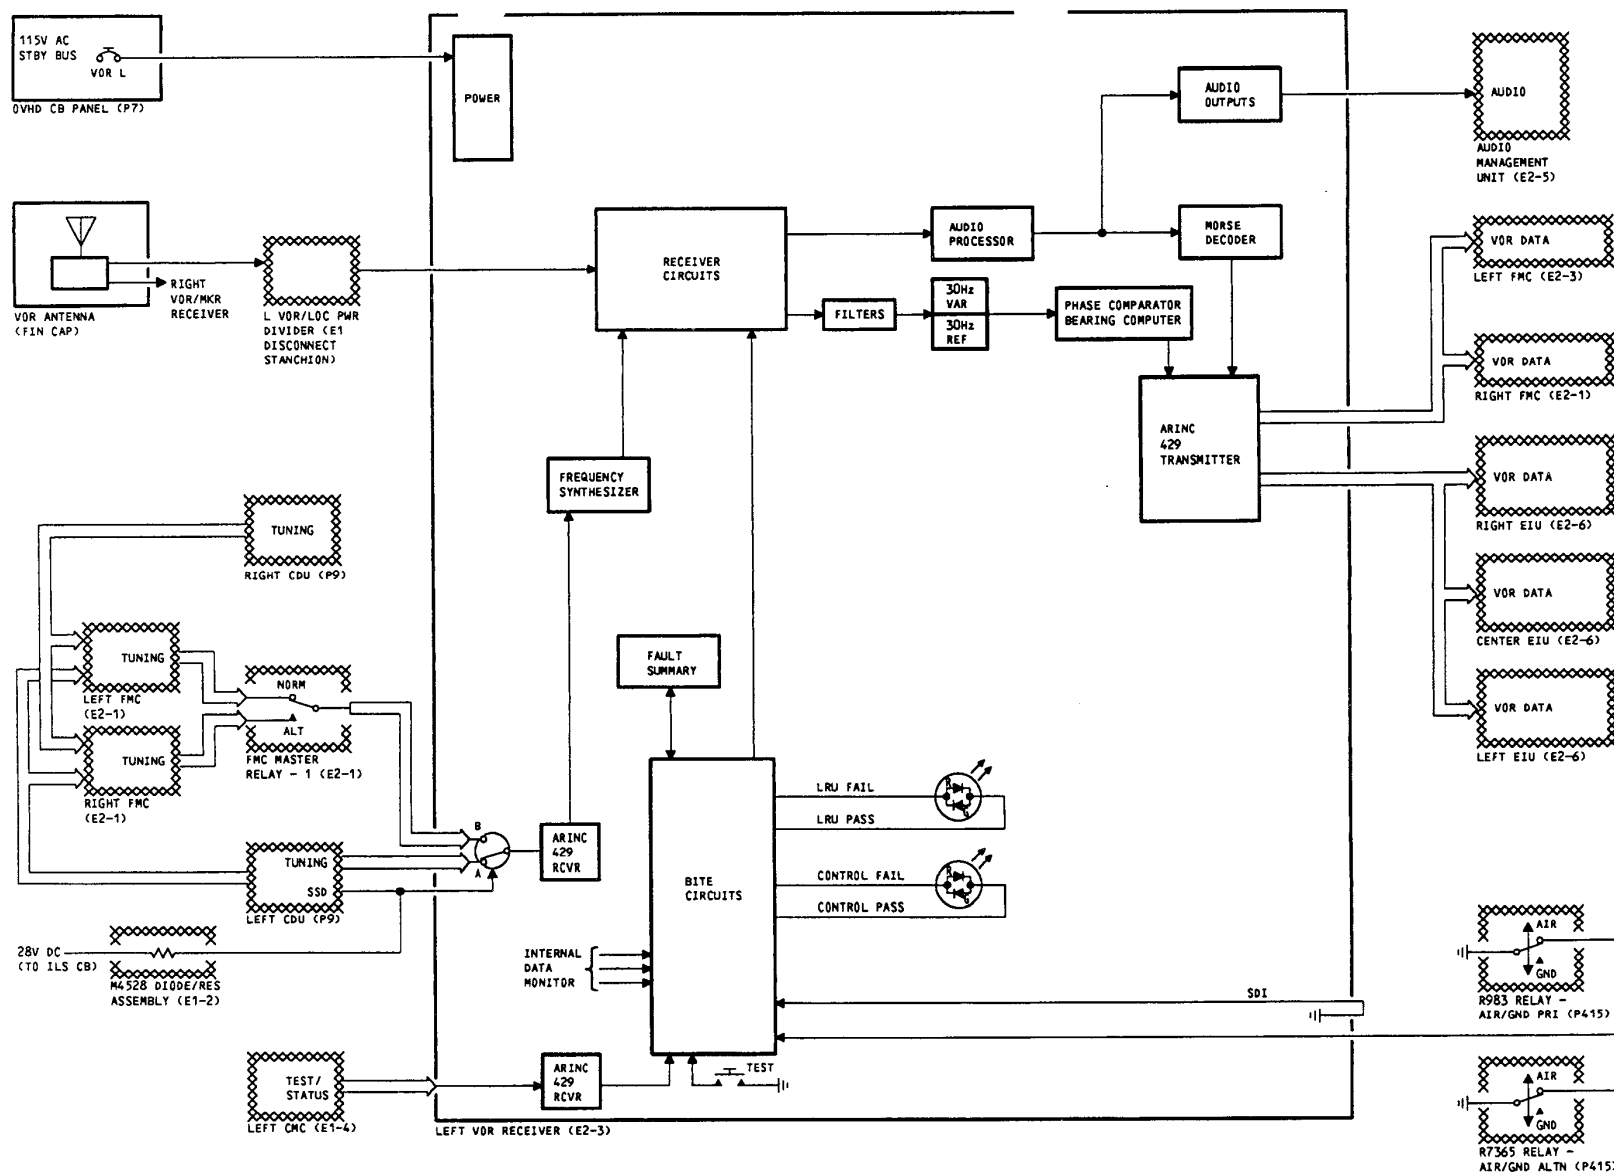 115V AC
STBY BUS
VOR L
OVHD CB PANEL (P7)
POWER
AUDIO
OUTPUTS
AUDIO
AUDIO
MANAGEMENT
UNIT (E2-5)
RIGHT
VOR/MKR
RECEIVER
VOR ANTENNA
(FIN CAP)
L VOR/LOC PWR
DIVIDER (E1
DISCONNECT
STANCHION)
RECEIVER
CIRCUITS
AUDIO
PROCESSOR
MORSE
DECODER
FILTERS
30Hz
VAR
30Hz
REF
PHASE COMPARATOR
BEARING COMPUTER
ARINC
429
TRANSMITTER
VOR DATA
LEFT FMC (E2-3)
VOR DATA
RIGHT FMC (E2-1)
VOR DATA
RIGHT EIU (E2-6)
VOR DATA
CENTER EIU (E2-6)
VOR DATA
LEFT EIU (E2-6)
FREQUENCY
SYNTHESIZER
TUNING
RIGHT CDU (P9)
TUNING
LEFT FMC
(E2-1)
TUNING
RIGHT FMC
(E2-1)
NORM
ALT
FMC MASTER
RELAY - 1 (E2-1)
FAULT
SUMMARY
B
A
ARINC
429
RCVR
TUNING
SSD
LEFT CDU (P9)
28V DC
(TO ILS CB)
M4528 DIODE/RES
ASSEMBLY (E1-2)
BITE
CIRCUITS
LRU FAIL
R
G
LRU PASS
CONTROL FAIL
R
G
CONTROL PASS
INTERNAL
DATA
MONITOR
SDI
TEST
TEST/
STATUS
LEFT CMC (E1-4)
ARINC
429
RCVR
LEFT VOR RECEIVER (E2-3)
AIR
GND
R983 RELAY -
AIR/GND PRI (P415)
AIR
GND
R7365 RELAY -
AIR/GND ALTN (P415)